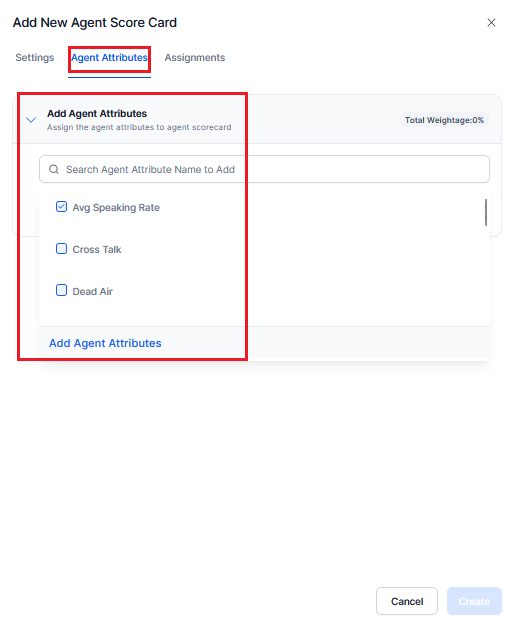 Add New Agent Score Card
Settings Agent Attributes Assignments
Add Agent Attributes
Assign the agent attributes to agent scorecard
Total Weightage:0%
Search Agent Attribute Name to Add
Avg Speaking Rate
Cross Talk
Dead Air
Add Agent Attributes
Cancel Create